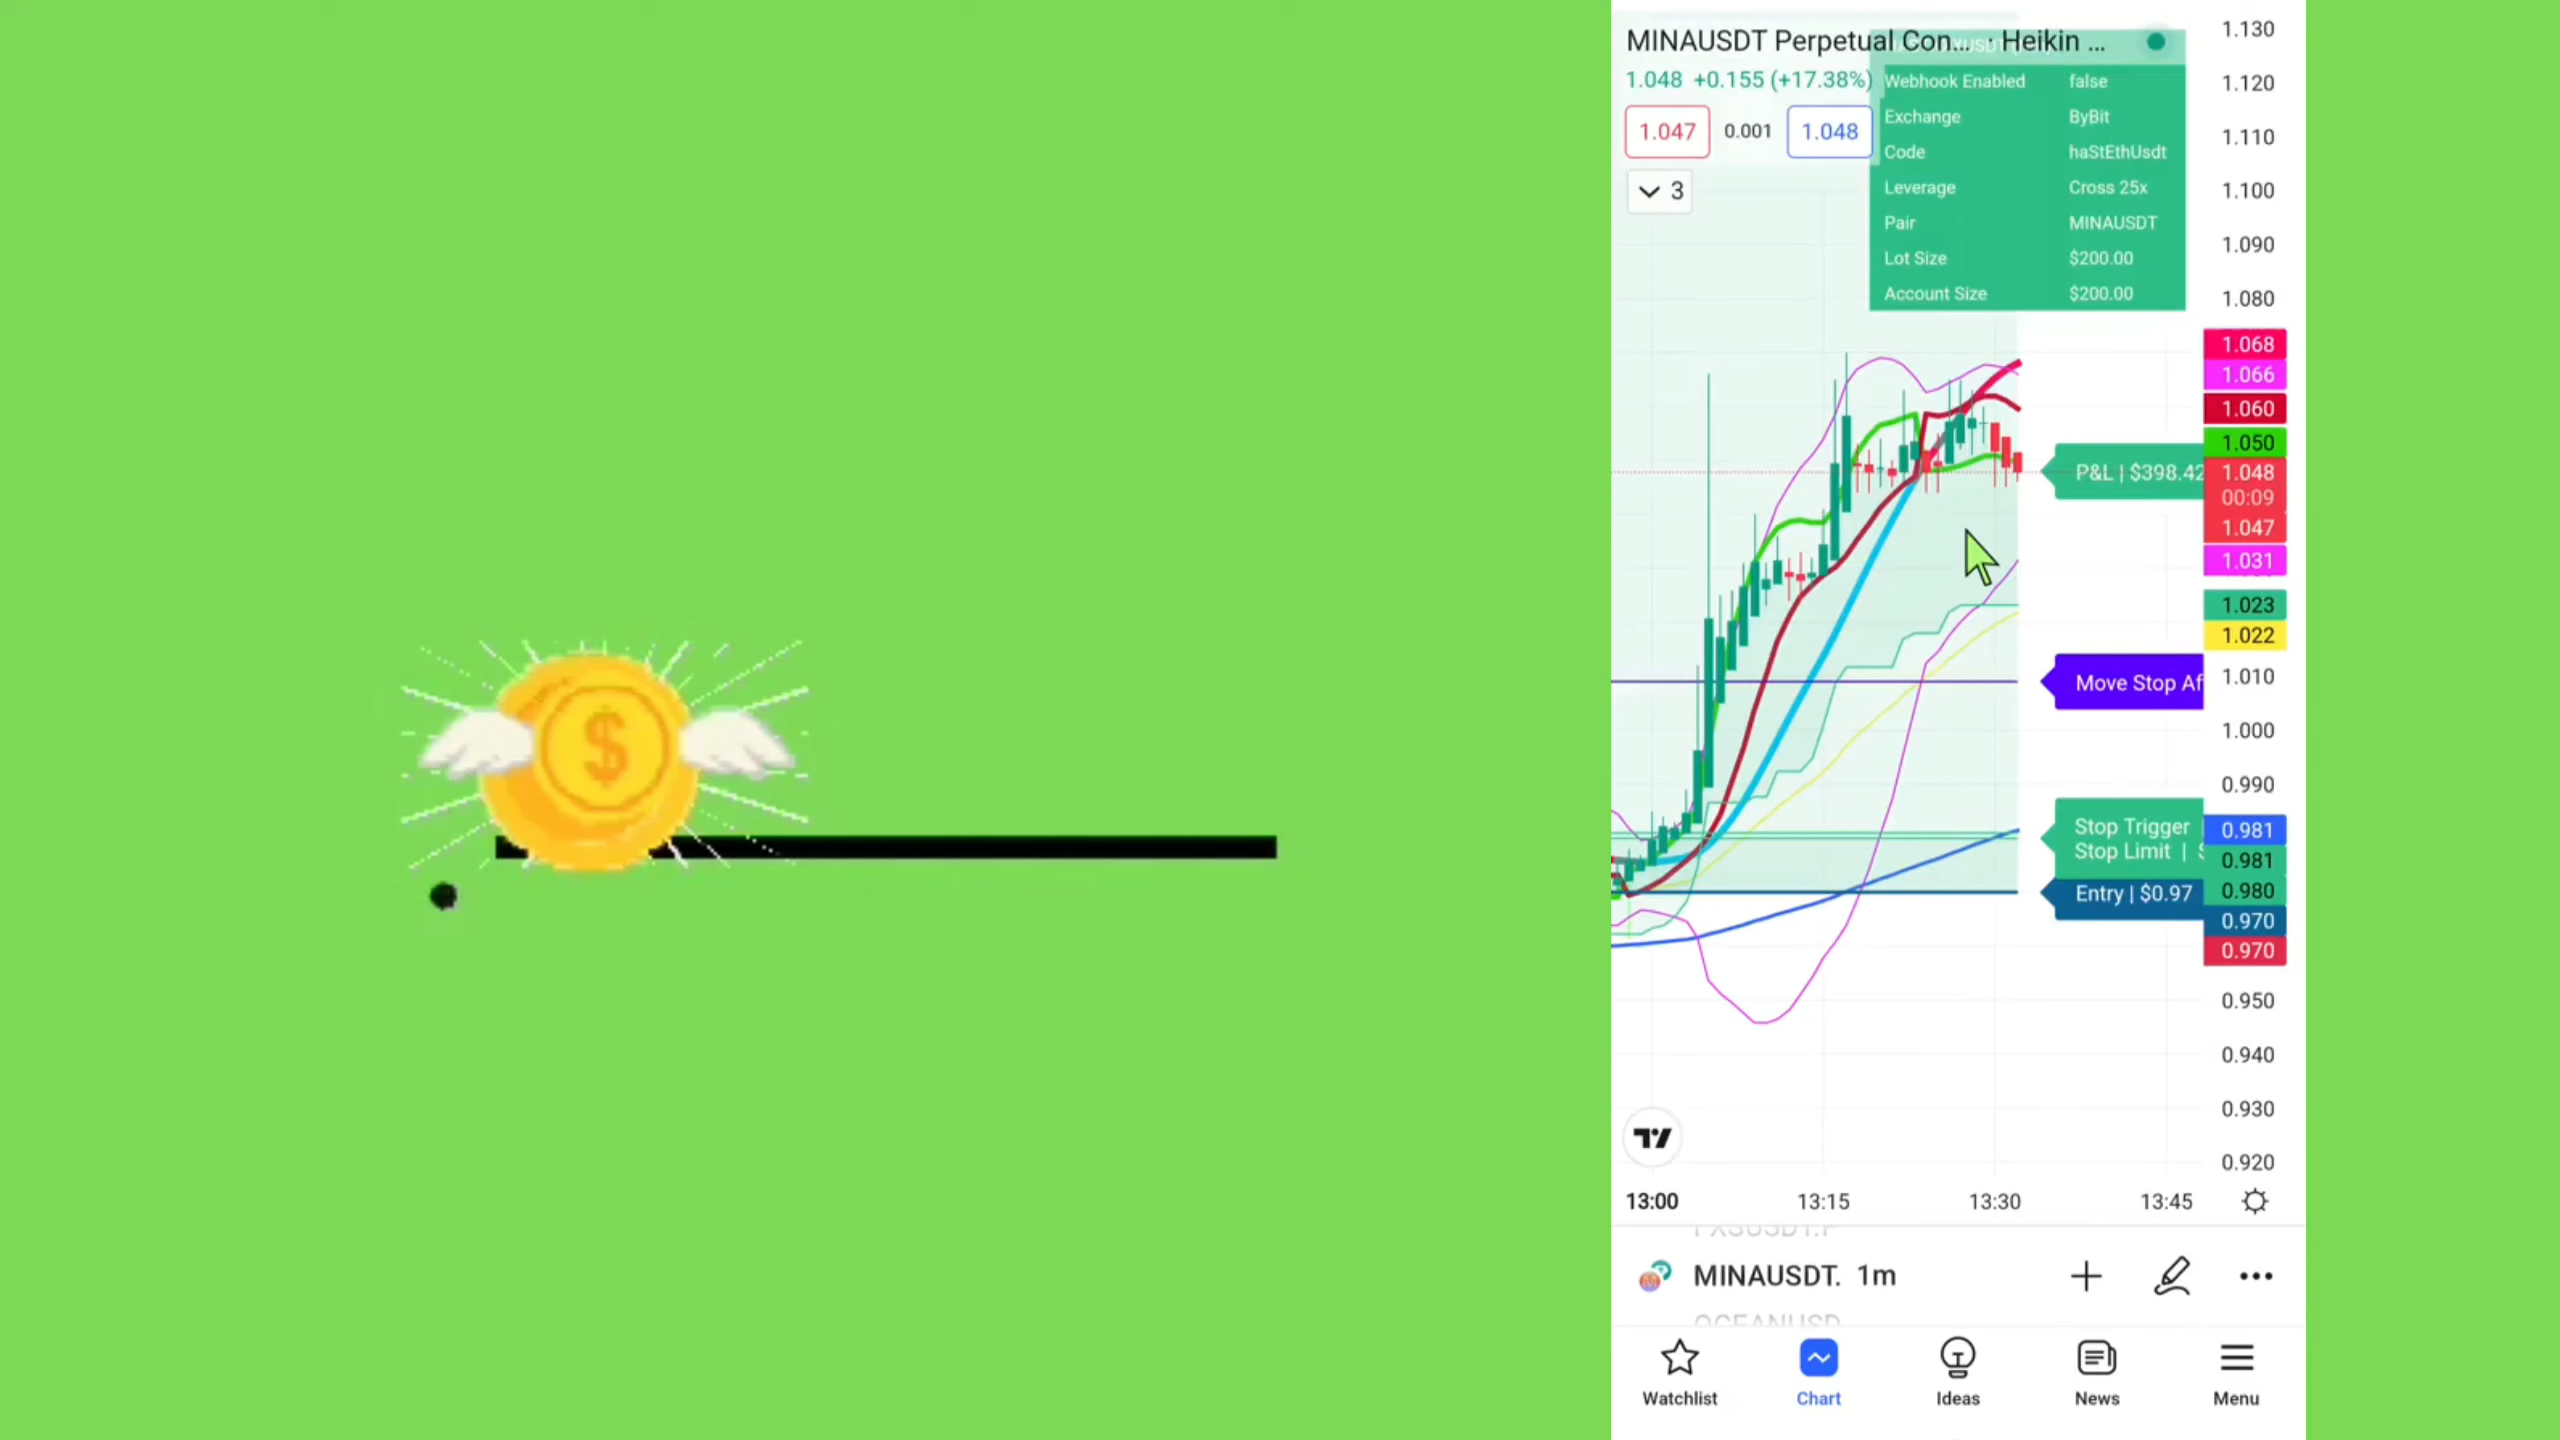 $
MINAUSDT Perpetual Con... · Heikin ...
1.048 +0.155 (+17.38%)
1.047 0.001 1.048
3
Webhook Enabled false
Exchange ByBit
Code haStEthUsdt
Leverage Cross 25x
Pair MINAUSDT
Lot Size $200.00
Account Size $200.00
1.130
1.120
1.110
1.100
1.090
1.080
1.068
1.066
1.060
1.050
P&L | $398.42
1.048
00:09
1.047
1.031
1.023
1.022
1.010
Move Stop Af
1.000
0.990
Stop Trigger
Stop Limit |
0.981
0.981
0.980
Entry | $0.97
0.970
0.970
0.950
0.940
0.930
0.920
13:00 13:15 13:30 13:45
MINAUSDT. 1m
Watchlist Chart Ideas News Menu